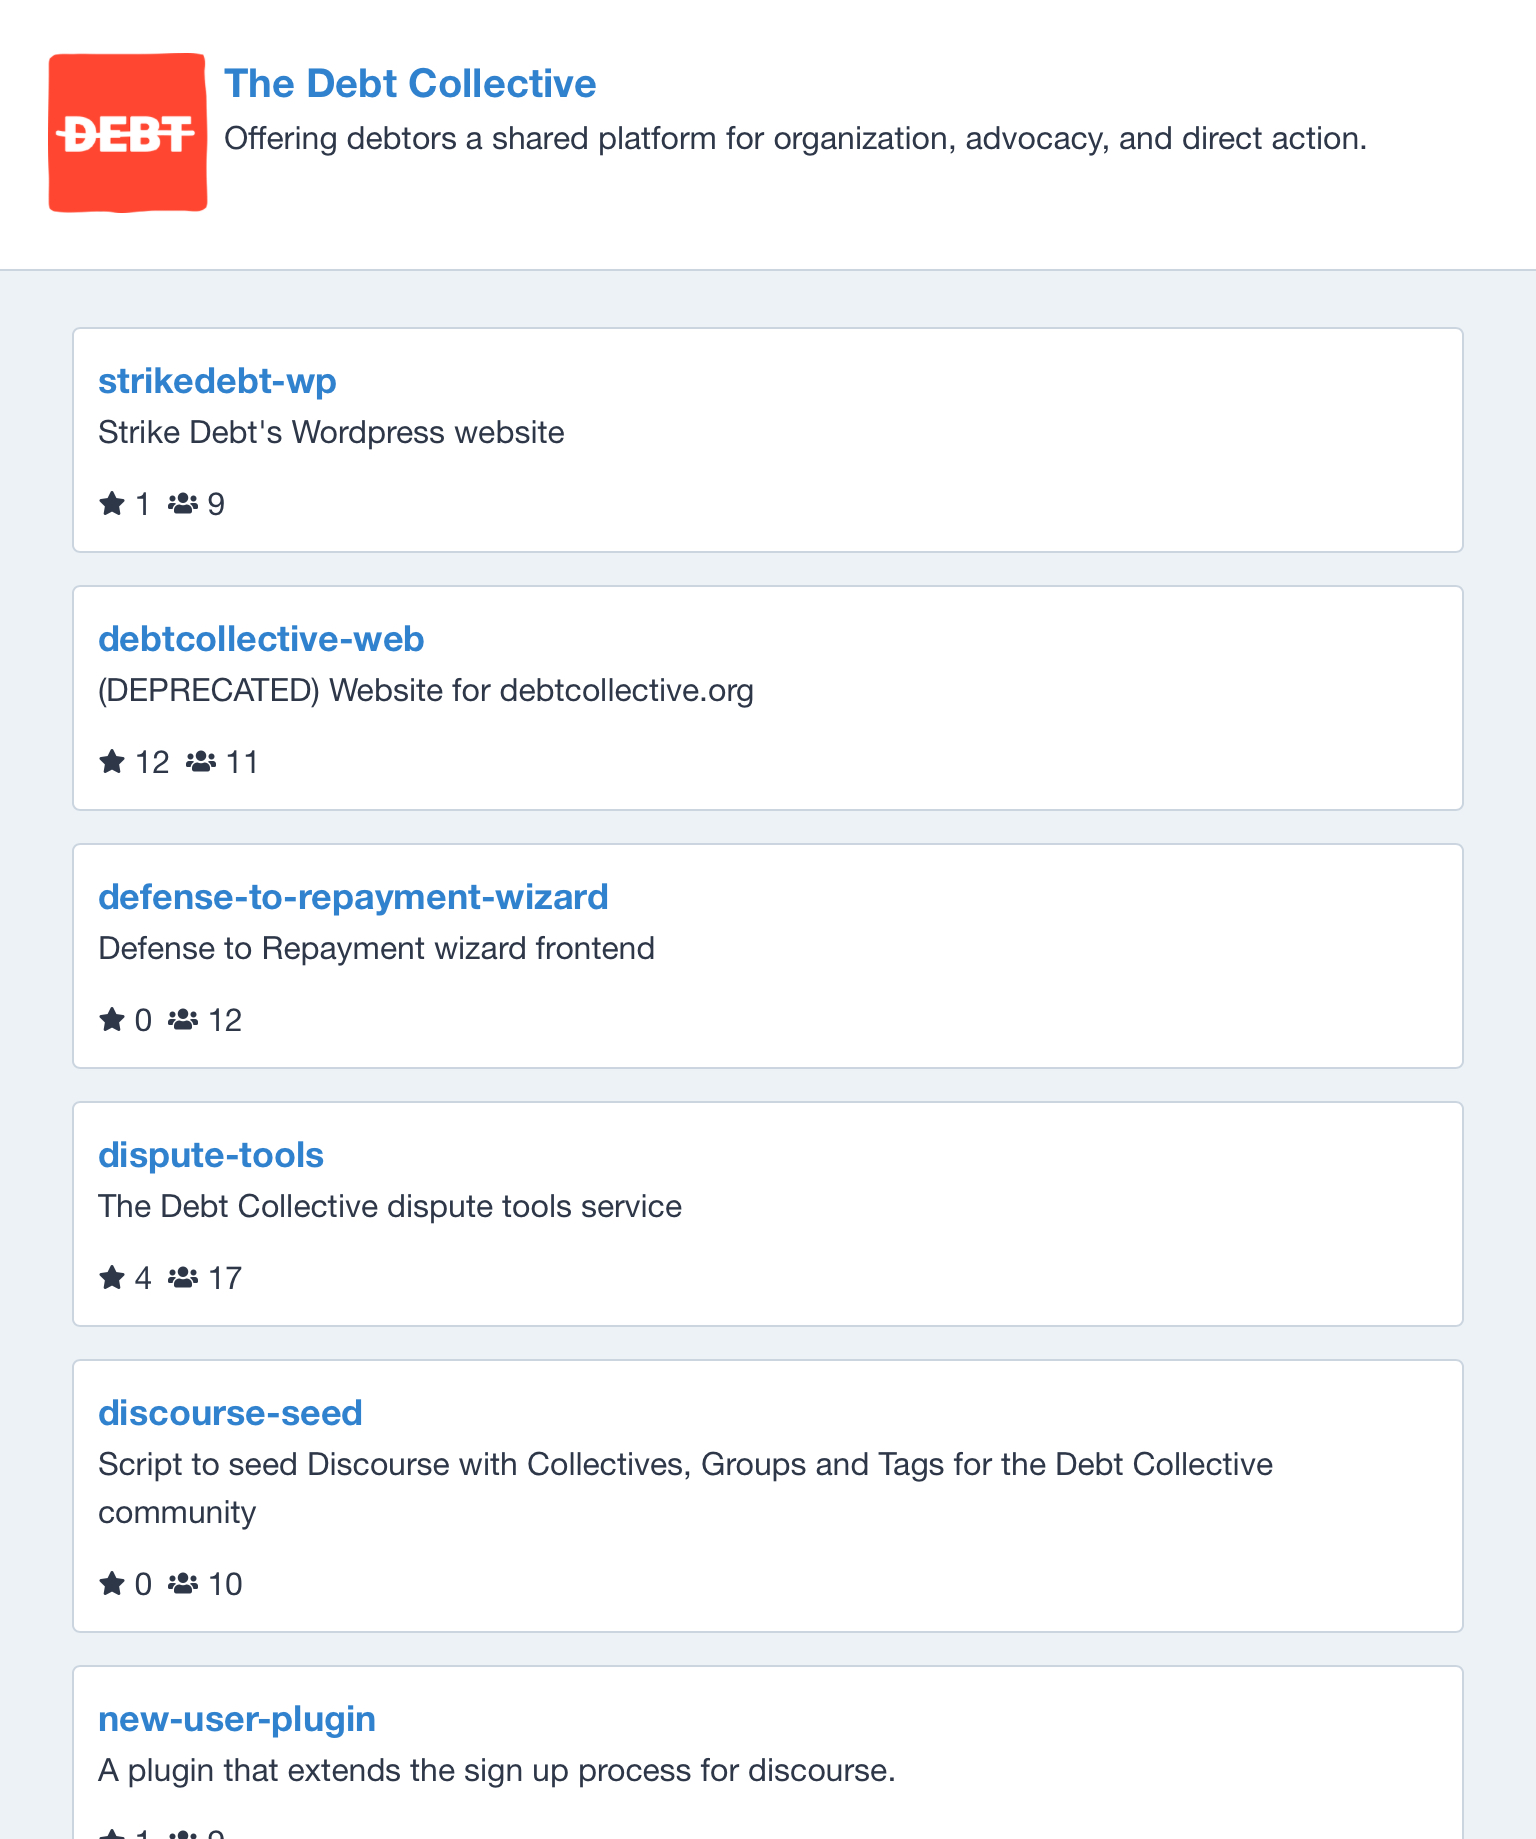 DEBT
The Debt Collective
Offering debtors a shared platform for organization, advocacy, and direct action.
strikedebt-wp
Strike Debt's Wordpress website
1 9
debtcollective-web
(DEPRECATED) Website for debtcollective.org
12 11
defense-to-repayment-wizard
Defense to Repayment wizard frontend
0 12
dispute-tools
The Debt Collective dispute tools service
4 17
discourse-seed
Script to seed Discourse with Collectives, Groups and Tags for the Debt Collective
community
0 10
new-user-plugin
A plugin that extends the sign up process for discourse.